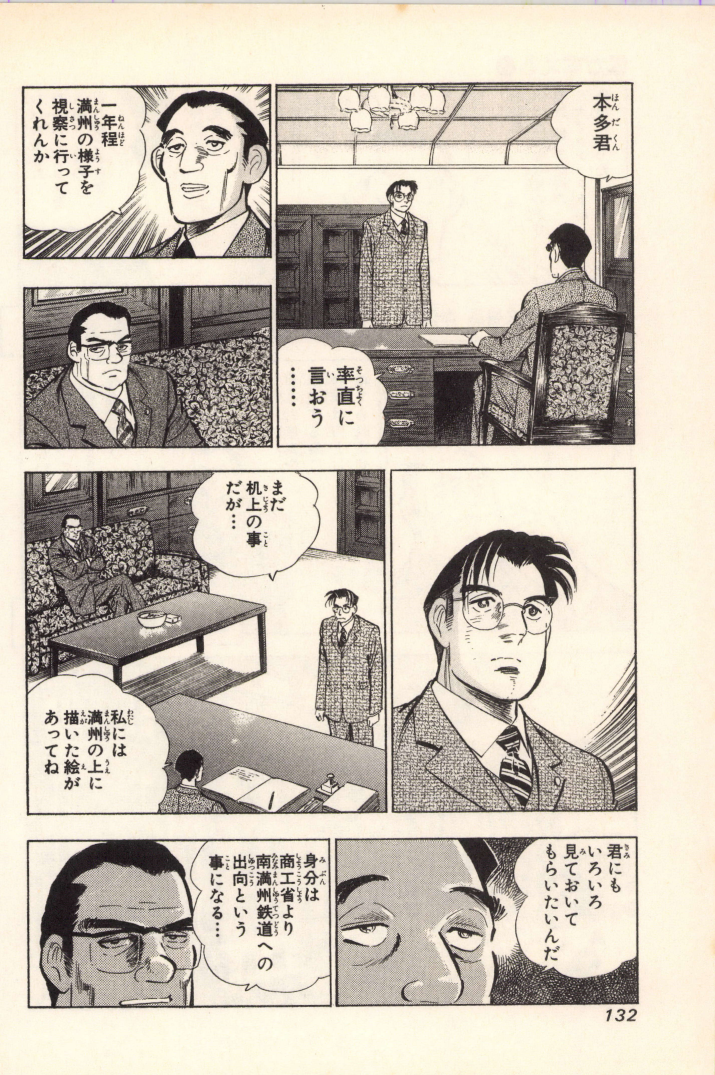 本多君
率直に
言おう
……
一年程
満州の様子を
視察に行って
くれんか
まだ
机上の事
だが…
私には
満州の上に
描いた絵が
あってね
君にも
いろいろ
見ておいて
もらいたいんだ
身分は
商工省より
南満州鉄道への
出向という
事になる…
132